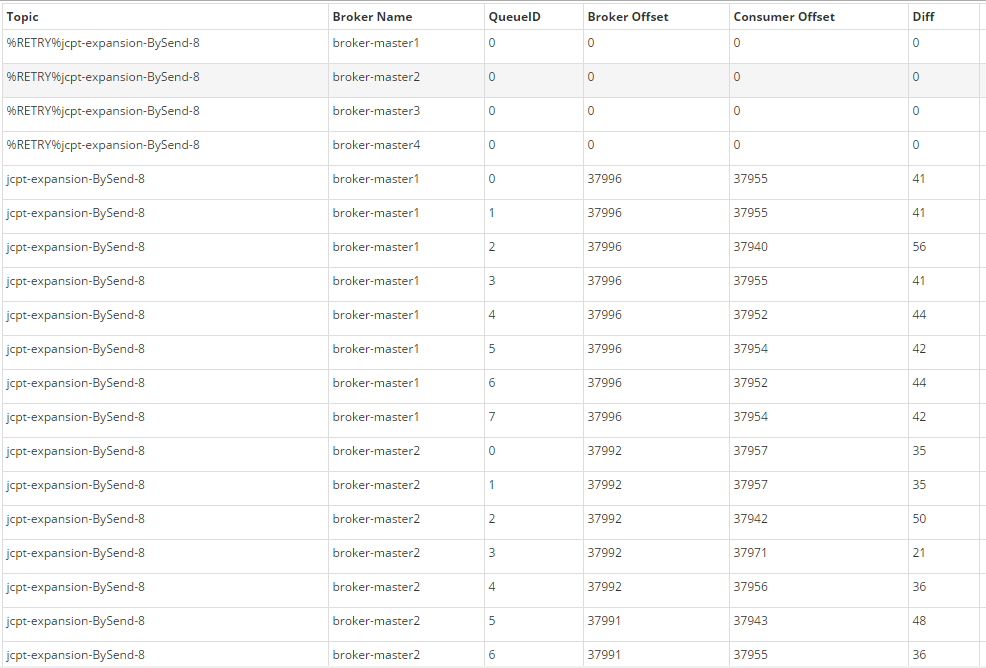 Topic Broker Name QueueID Broker Offset Consumer Offset Diff
%RETRY%jcpt-expansion-BySend-8 broker-master1 0 0 0 0
%RETRY%jcpt-expansion-BySend-8 broker-master2 0 0 0 0
%RETRY%jcpt-expansion-BySend-8 broker-master3 0 0 0 0
%RETRY%jcpt-expansion-BySend-8 broker-master4 0 0 0 0
jcpt-expansion-BySend-8 broker-master1 0 37996 37955 41
jcpt-expansion-BySend-8 broker-master1 1 37996 37955 41
jcpt-expansion-BySend-8 broker-master1 2 37996 37940 56
jcpt-expansion-BySend-8 broker-master1 3 37996 37955 41
jcpt-expansion-BySend-8 broker-master1 4 37996 37952 44
jcpt-expansion-BySend-8 broker-master1 5 37996 37954 42
jcpt-expansion-BySend-8 broker-master1 6 37996 37952 44
jcpt-expansion-BySend-8 broker-master1 7 37996 37954 42
jcpt-expansion-BySend-8 broker-master2 0 37992 37957 35
jcpt-expansion-BySend-8 broker-master2 1 37992 37957 35
jcpt-expansion-BySend-8 broker-master2 2 37992 37942 50
jcpt-expansion-BySend-8 broker-master2 3 37992 37971 21
jcpt-expansion-BySend-8 broker-master2 4 37992 37956 36
jcpt-expansion-BySend-8 broker-master2 5 37991 37943 48
jcpt-expansion-BySend-8 broker-master2 6 37991 37955 36